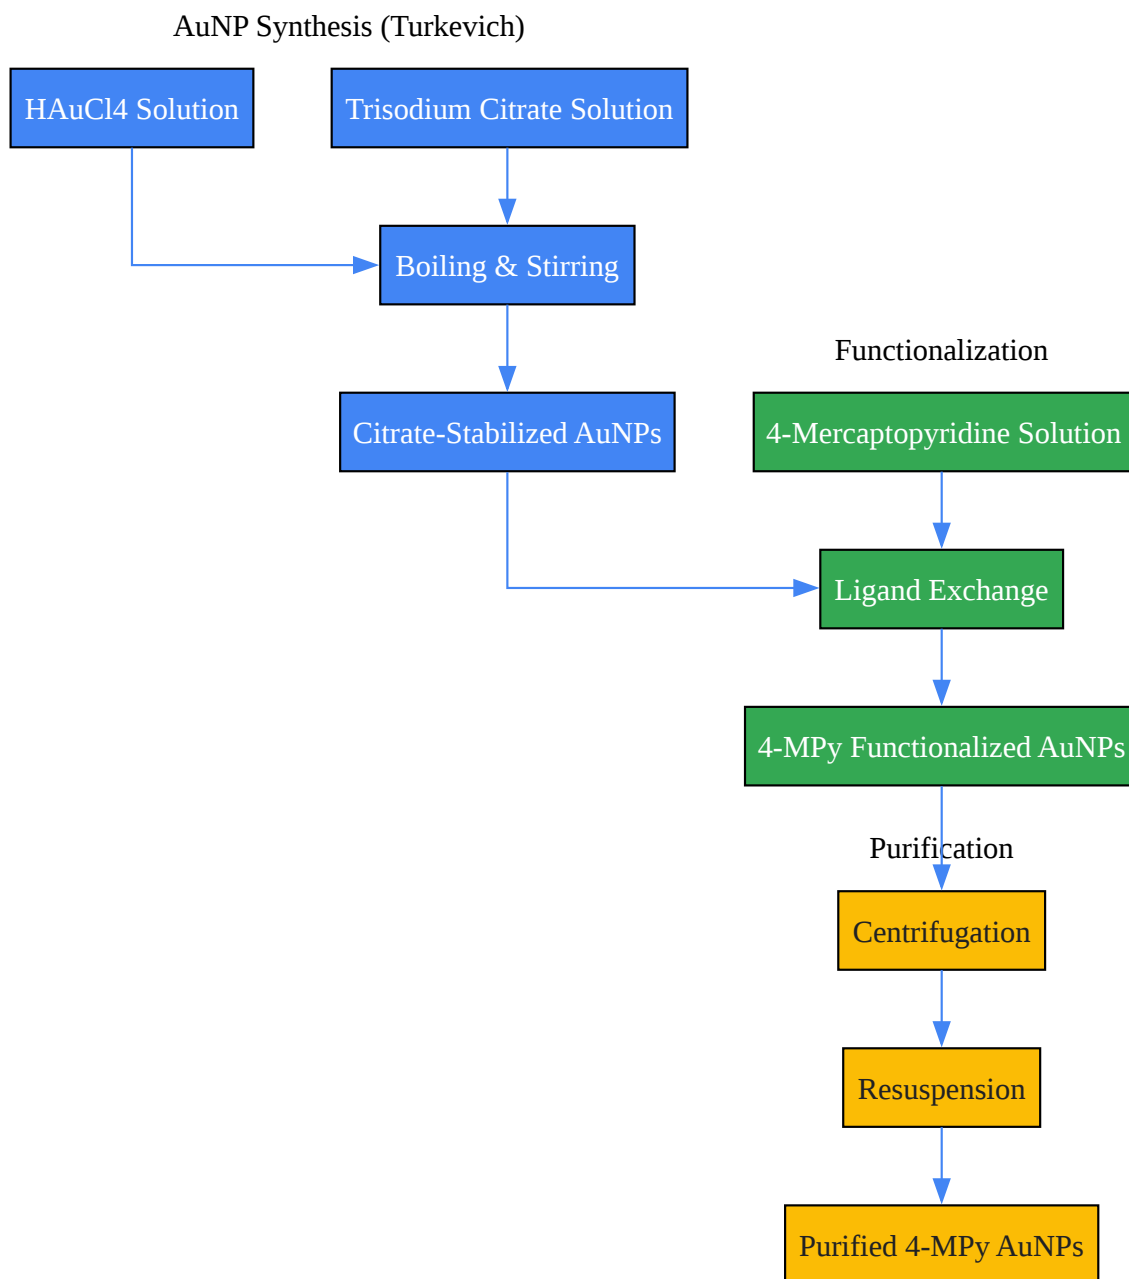 AuNP Synthesis (Turkevich)
HAuCl4 Solution
Trisodium Citrate Solution
Boiling & Stirring
Functionalization
Citrate-Stabilized AuNPs
4-Mercaptopyridine Solution
Ligand Exchange
4-MPy Functionalized AuNPs
Purification
Centrifugation
Resuspension
Purified 4-MPy AuNPs